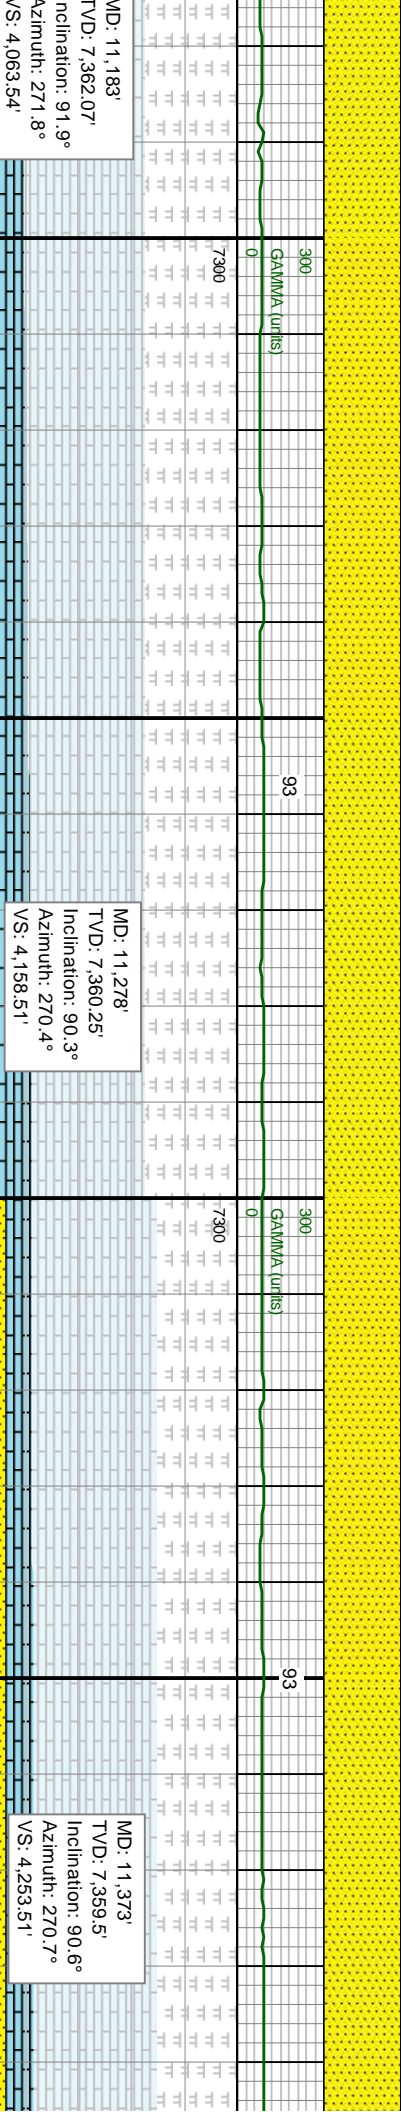 MD: 11,183'
TVD: 7,362.07'
nclination: 91.9°
Azimuth: 271.8°
VS: 4,063.54'
300
GAMMA (units)
0
7300
93
MD: 11,278'
TVD: 7,360.25'
Inclination: 90.3°
Azimuth: 270.4°
VS: 4,158.51'
300
GAMMA (units)
0
7300
93
MD: 11,373'
TVD: 7,359.5'
Inclination: 90.6°
Azimuth: 270.7°
VS: 4,253.51'